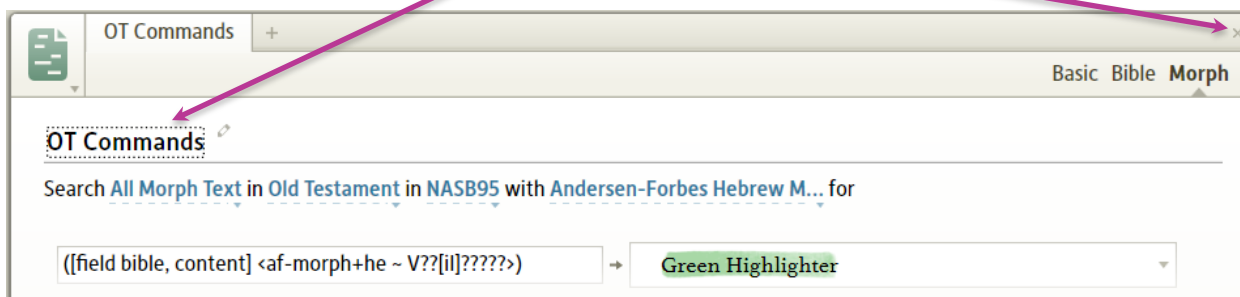 OT Commands +
Basic Bible Morph
OT Commands
Search All Morph Text in Old Testament in NASB95 with Andersen-Forbes Hebrew M... for
([field bible, content] <af-morph+he ~ V??[il]?????>) → Green Highlighter